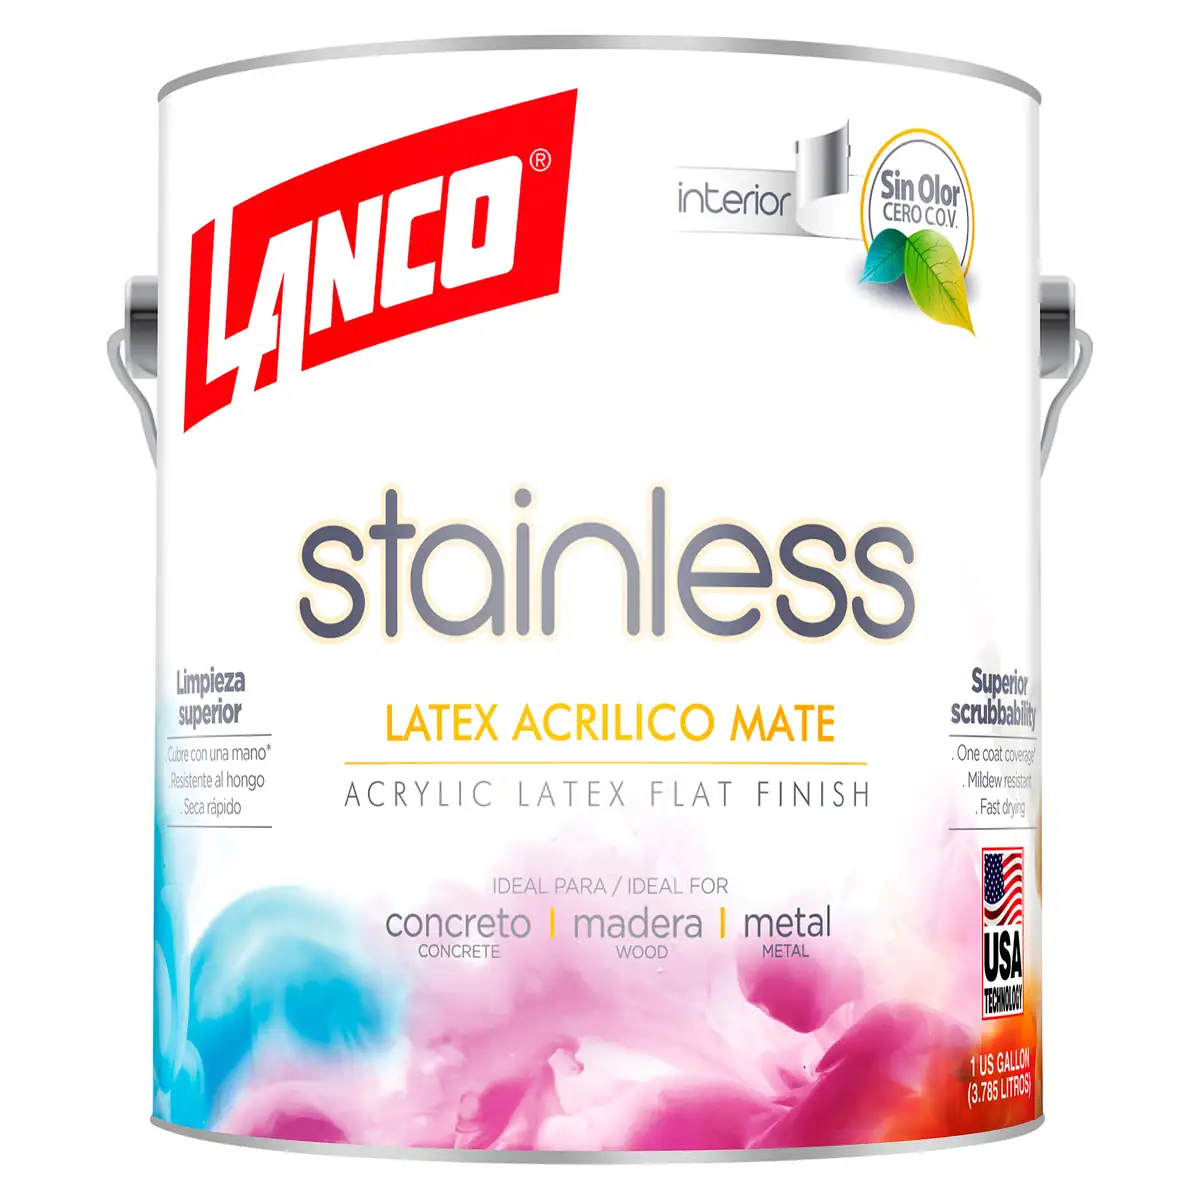 LANCO®
interior
Sin Olor
CERO C.O.V.
stainless
Limpieza
superior
. Cubre con una mano*
. Resistente al hongo
. Seca rápido
LATEX ACRILICO MATE
ACRYLIC LATEX FLAT FINISH
Superior
scrubbability
. One coat coverage*
. Mildew resistant
. Fast drying
IDEAL PARA / IDEAL FOR
concreto | madera | metal
CONCRETE WOOD METAL
USA
TECHNOLOGY
1 US GALLON
(3.785 LITROS)